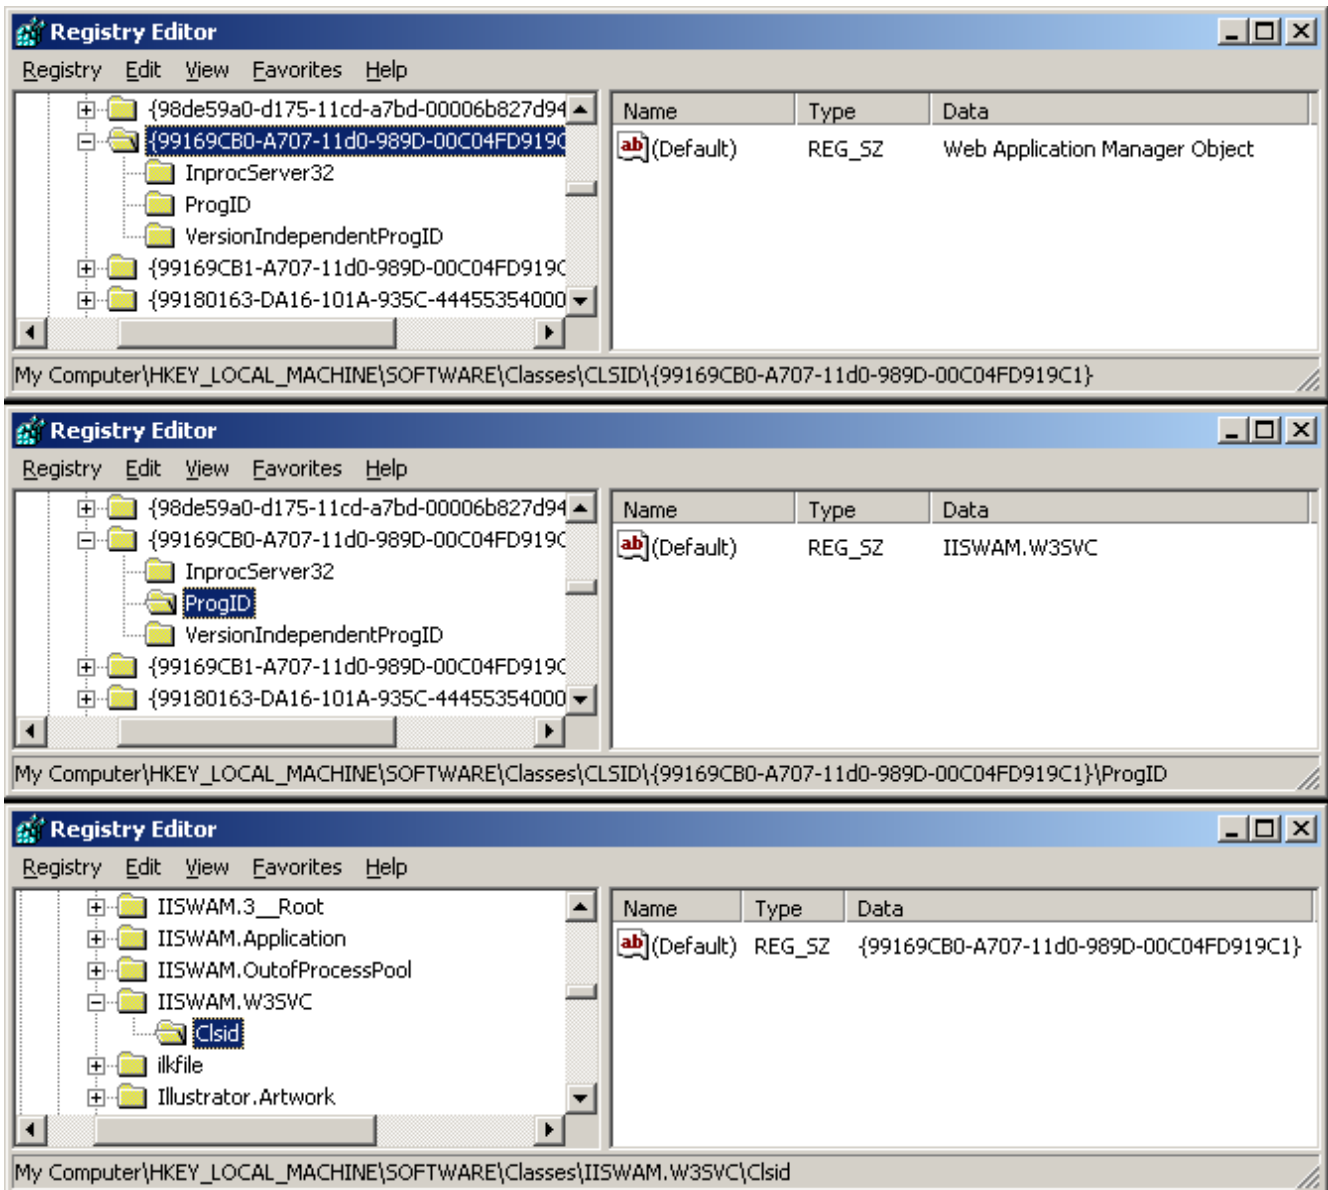 Registry Editor
Registry Edit View Favorites Help
{98de59a0-d175-11cd-a7bd-00006b827d94
{99169CB0-A707-11d0-989D-00C04FD919C
InprocServer32
ProgID
VersionIndependentProgID
{99169CB1-A707-11d0-989D-00C04FD919C
{99180163-DA16-101A-935C-444553540000
Name Type Data
ab (Default) REG_SZ Web Application Manager Object
My Computer\HKEY_LOCAL_MACHINE\SOFTWARE\Classes\CLSID\{99169CB0-A707-11d0-989D-00C04FD919C1}
Registry Editor
Registry Edit View Favorites Help
{98de59a0-d175-11cd-a7bd-00006b827d94
{99169CB0-A707-11d0-989D-00C04FD919C
InprocServer32
ProgID
VersionIndependentProgID
{99169CB1-A707-11d0-989D-00C04FD919C
{99180163-DA16-101A-935C-444553540000
Name Type Data
ab (Default) REG_SZ IISWAM.W3SVC
My Computer\HKEY_LOCAL_MACHINE\SOFTWARE\Classes\CLSID\{99169CB0-A707-11d0-989D-00C04FD919C1}\ProgID
Registry Editor
Registry Edit View Favorites Help
IISWAM.3__Root
IISWAM.Application
IISWAM.OutofProcessPool
IISWAM.W3SVC
Clsid
ilkfile
Illustrator.Artwork
Name Type Data
ab (Default) REG_SZ {99169CB0-A707-11d0-989D-00C04FD919C1}
My Computer\HKEY_LOCAL_MACHINE\SOFTWARE\Classes\IISWAM.W3SVC\Clsid